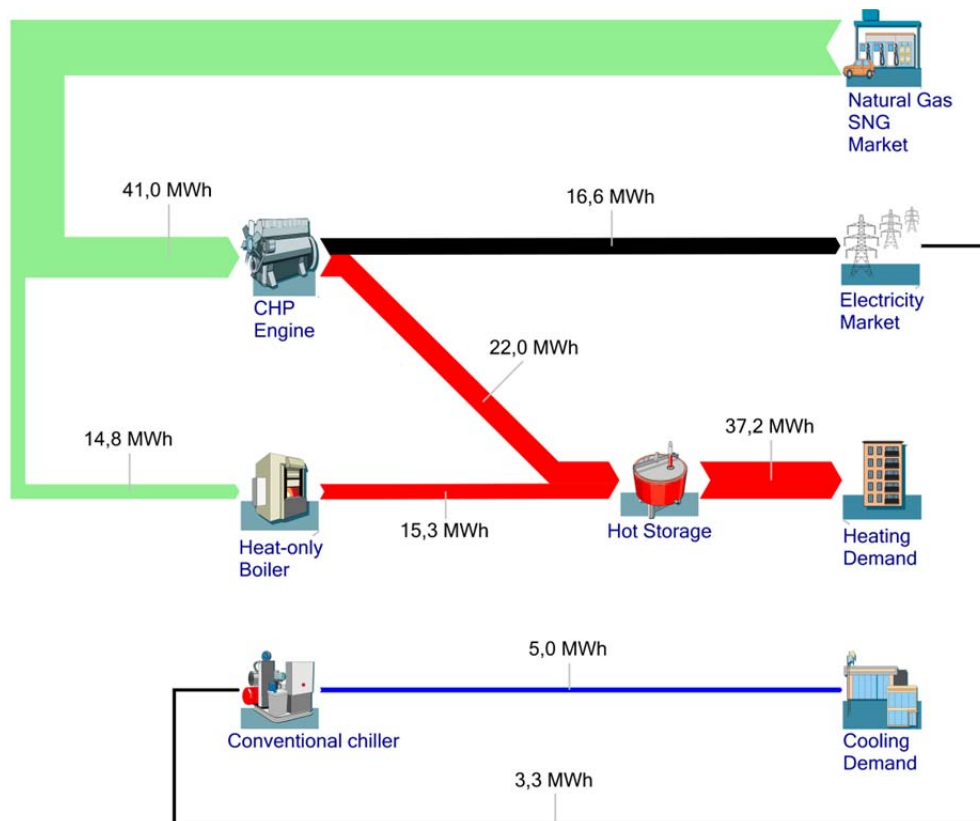 Natural Gas
SNG
Market
41,0 MWh
16,6 MWh
CHP
Engine
Electricity
Market
22,0 MWh
14,8 MWh
37,2 MWh
15,3 MWh
Hot Storage
Heat-only
Boiler
Heating
Demand
5,0 MWh
Conventional chiller
Cooling
Demand
3,3 MWh